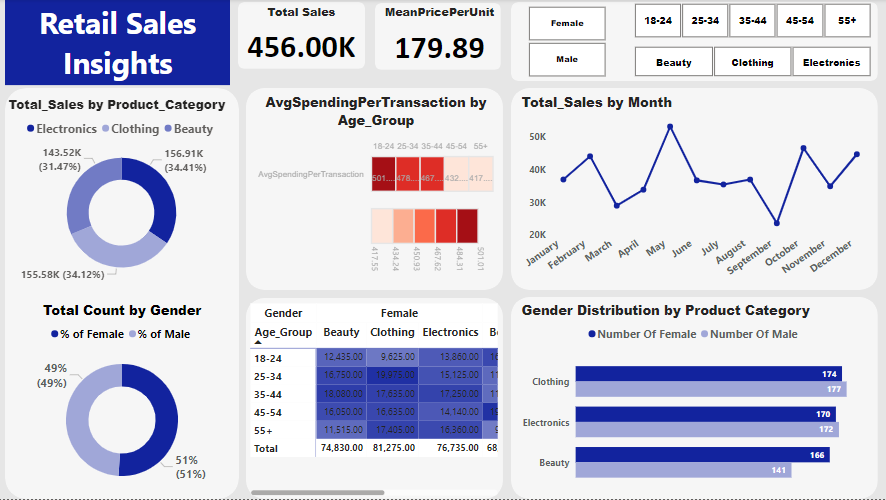 Retail Sales
Insights
Total Sales
456.00K
MeanPricePerUnit
179.89
Female
Male
18-24
25-34
35-44
45-54
55+
Beauty
Clothing
Electronics
Total_Sales by Product_Category
Electronics Clothing Beauty
143.52K
(31.47%)
156.91K
(34.41%)
155.58K (34.12%)
AvgSpendingPerTransaction by
Age_Group
18-24 25-34 35-44 45-54 55+
AvgSpendingPerTransaction
501.... 478.... 467.... 432.... 417....
417.55
434.24
450.93
467.62
484.31
501.01
Total_Sales by Month
50K
40K
30K
20K
January
February
March
April
May
June
July
August
September
October
November
December
Total Count by Gender
% of Female % of Male
49%
(49%)
51%
(51%)
Gender Female
Age_Group Beauty Clothing Electronics
18-24 12,435.00 9,625.00 13,860.00
25-34 16,750.00 15,125.00
35-44 17,635.00 17,250.00
45-54 16,050.00 16,635.00 14,140.00
55+ 11,515.00 17,405.00 16,360.00
Total 74,830.00 81,275.00 76,735.00 68
Gender Distribution by Product Category
Number Of Female Number Of Male
Clothing
174
177
Electronics
170
172
Beauty
166
141